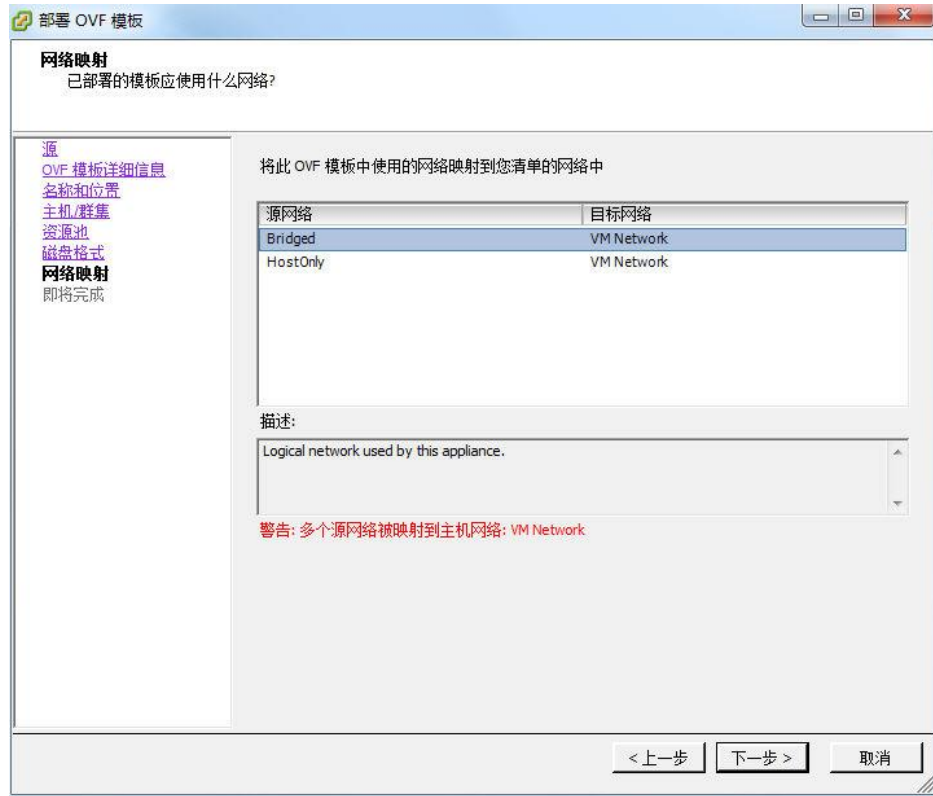 部署 OVF 模板
网络映射
已部署的模板应使用什么网络?
源
OVF 模板详细信息
名称和位置
主机/群集
资源池
磁盘格式
网络映射
即将完成
将此 OVF 模板中使用的网络映射到您清单的网络中
源网络 目标网络
Bridged VM Network
HostOnly VM Network
描述:
Logical network used by this appliance.
警告: 多个源网络被映射到主机网络: VM Network
<上一步 下一步> 取消